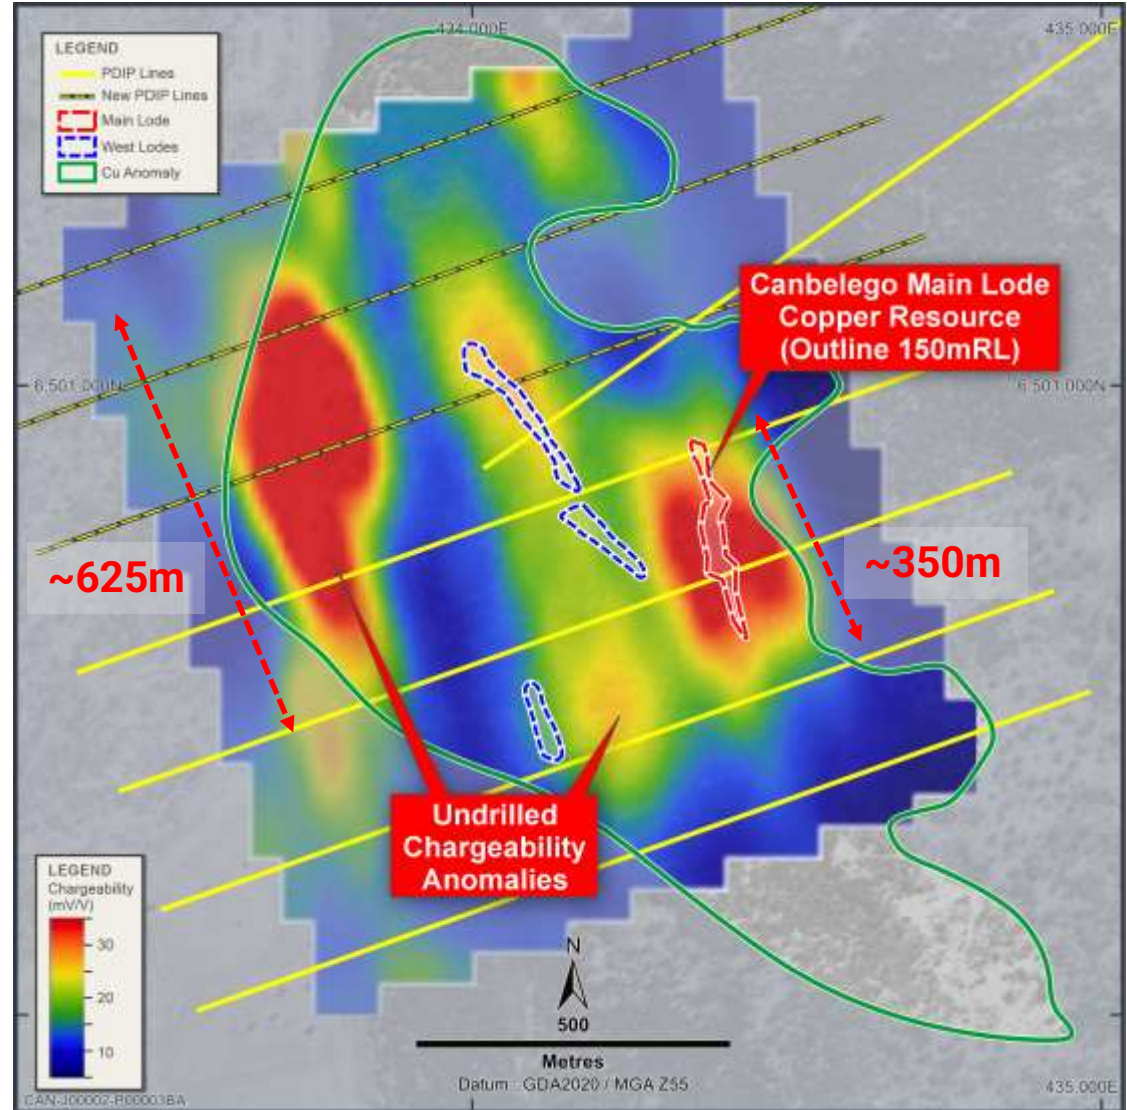 434.000E
435.000E
LEGEND
PDIP Lines
New PDIP Lines
Main Lode
West Lodes
Cu Anomaly
Canbelego Main Lode
Copper Resource
(Outline 150mRL)
6,501.000N
6,501.000N
~625m
~350m
Undrilled
Chargeability
Anomalies
LEGEND
Chargeability
(mV/V)
30
20
10
N
500
Metres
Datum : GDA2020 / MGA Z55
435.000E
CAN-J00002-R00003BA